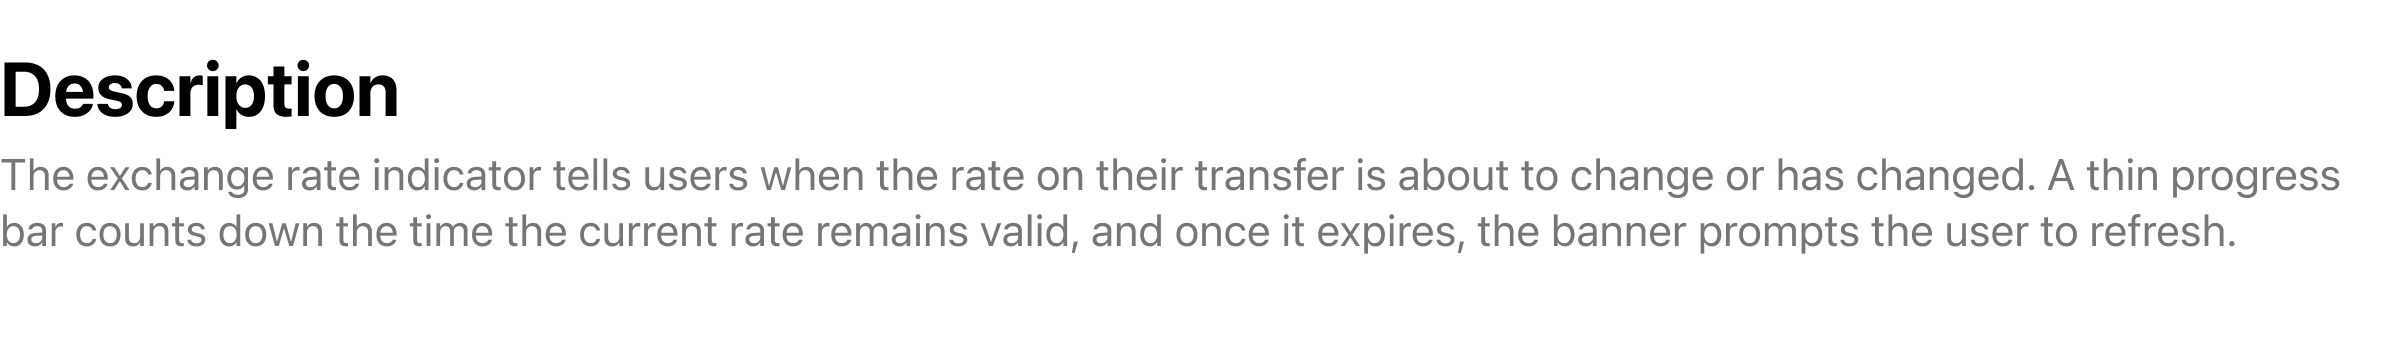 Description
The exchange rate indicator tells users when the rate on their transfer is about to change or has changed. A thin progress
bar counts down the time the current rate remains valid, and once it expires, the banner prompts the user to refresh.